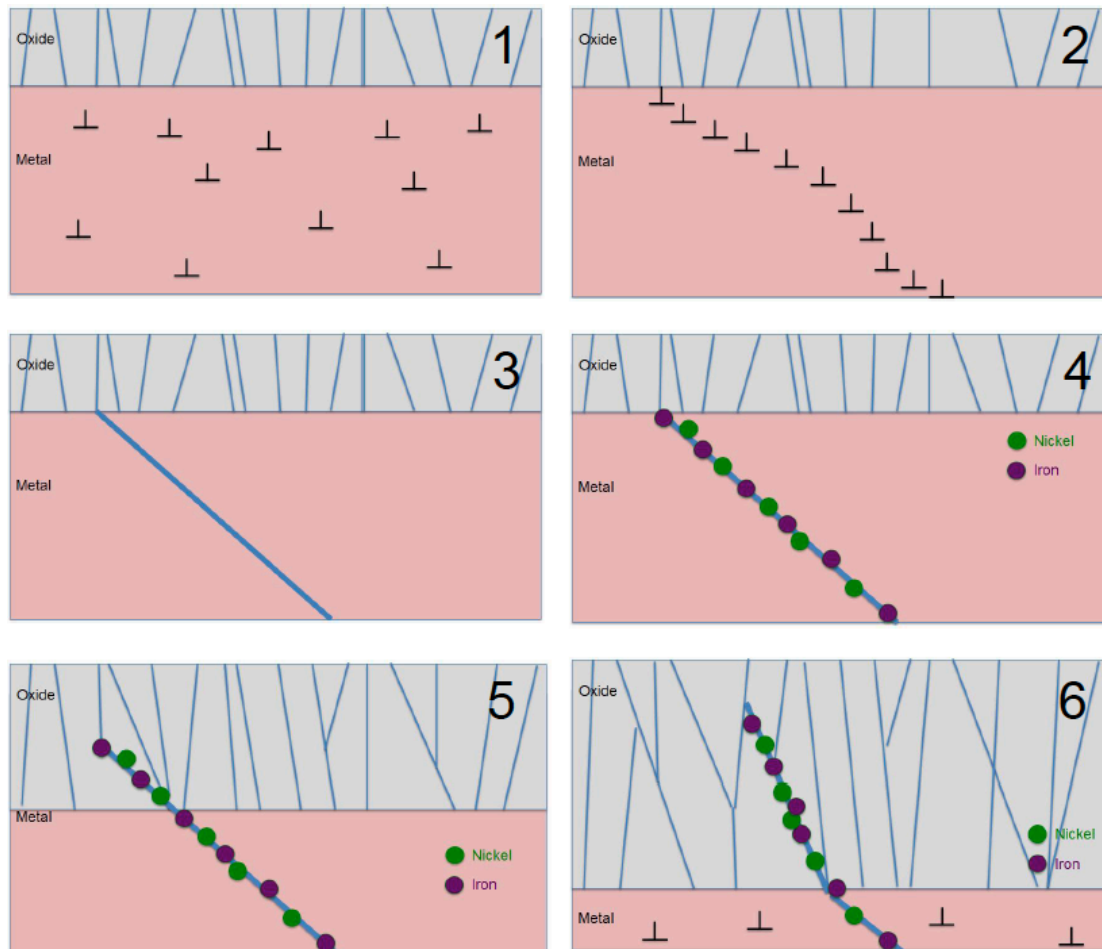 Oxide
1
Metal
Oxide
2
Metal
Oxide
3
Metal
Oxide
4
Metal
Nickel
Iron
Oxide
5
Metal
Nickel
Iron
Oxide
6
Nickel
Iron
Metal